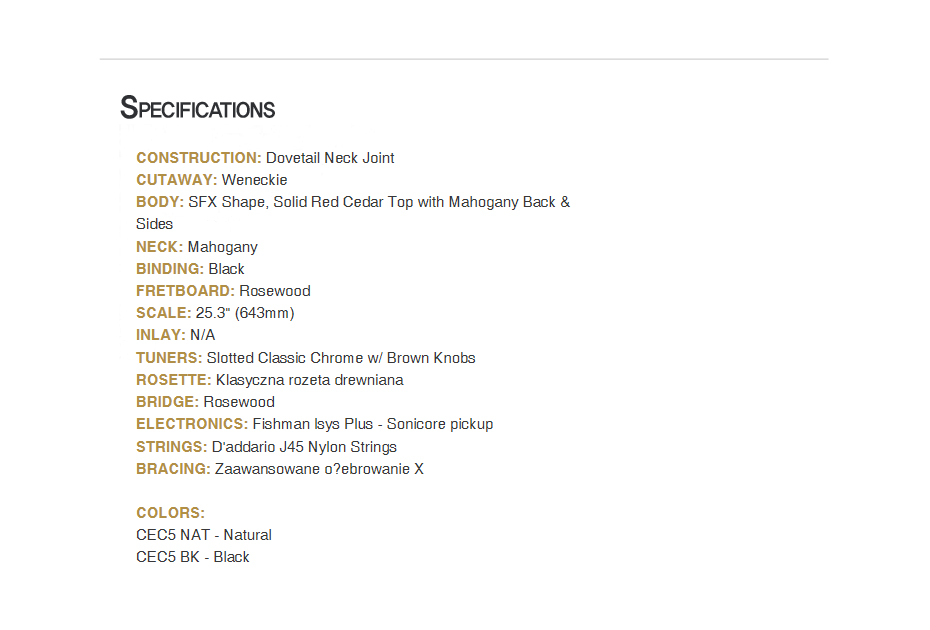 Specifications
CONSTRUCTION: Dovetail Neck Joint
CUTAWAY: Weneckie
BODY: SFX Shape, Solid Red Cedar Top with Mahogany Back &
Sides
NECK: Mahogany
BINDING: Black
FRETBOARD: Rosewood
SCALE: 25.3" (643mm)
INLAY: N/A
TUNERS: Slotted Classic Chrome w/ Brown Knobs
ROSETTE: Klasyczna rozeta drewniana
BRIDGE: Rosewood
ELECTRONICS: Fishman Isys Plus - Sonicore pickup
STRINGS: D'addario J45 Nylon Strings
BRACING: Zaawansowane o?ebrowanie X
COLORS:
CEC5 NAT - Natural
CEC5 BK - Black